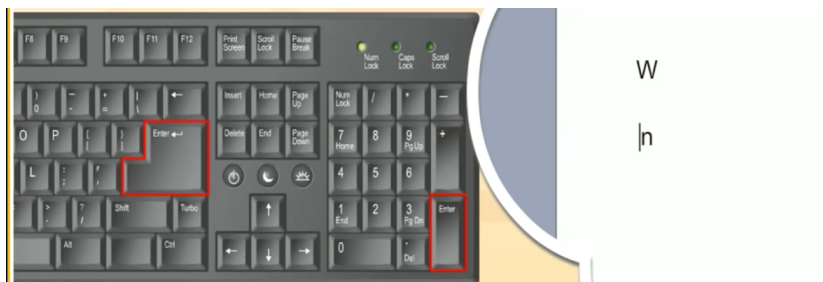 F8 F9 F10 F11 F12 Print Screen Scroll Lock Pause Break
Num Lock Caps Lock Scroll Lock
) 0 _ - + = | \ ← Insert Home Page Up Num Lock / * -
O P { [ } ] Enter ↵ Delete End Page Down 7 Home 8 9 Pg Up +
L : ; " 4 5 6
> . ? / Shift Turbo ↑ 1 End 2 3 Pg Dn Enter
Alt Ctrl ← ↓ → 0 . Del
W
n